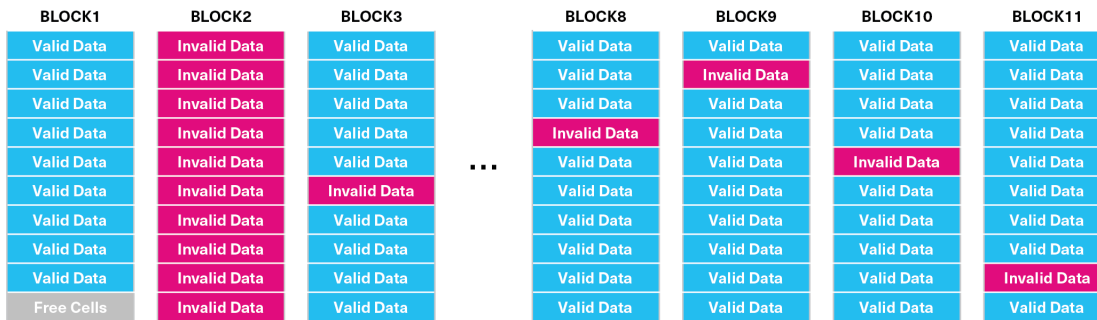 BLOCK1 BLOCK2 BLOCK3 BLOCK8 BLOCK9 BLOCK10 BLOCK11
Valid Data Invalid Data Valid Data Valid Data Valid Data Valid Data Valid Data
Valid Data Invalid Data Valid Data Valid Data Invalid Data Valid Data Valid Data
Valid Data Invalid Data Valid Data Valid Data Valid Data Valid Data Valid Data
Valid Data Invalid Data Valid Data Invalid Data Valid Data Valid Data Valid Data
Valid Data Invalid Data Valid Data ... Valid Data Valid Data Invalid Data Valid Data
Valid Data Invalid Data Invalid Data Valid Data Valid Data Valid Data Valid Data
Valid Data Invalid Data Valid Data Valid Data Valid Data Valid Data Valid Data
Valid Data Invalid Data Valid Data Valid Data Valid Data Valid Data Valid Data
Valid Data Invalid Data Valid Data Valid Data Valid Data Valid Data Invalid Data
Free Cells Invalid Data Valid Data Valid Data Valid Data Valid Data Valid Data